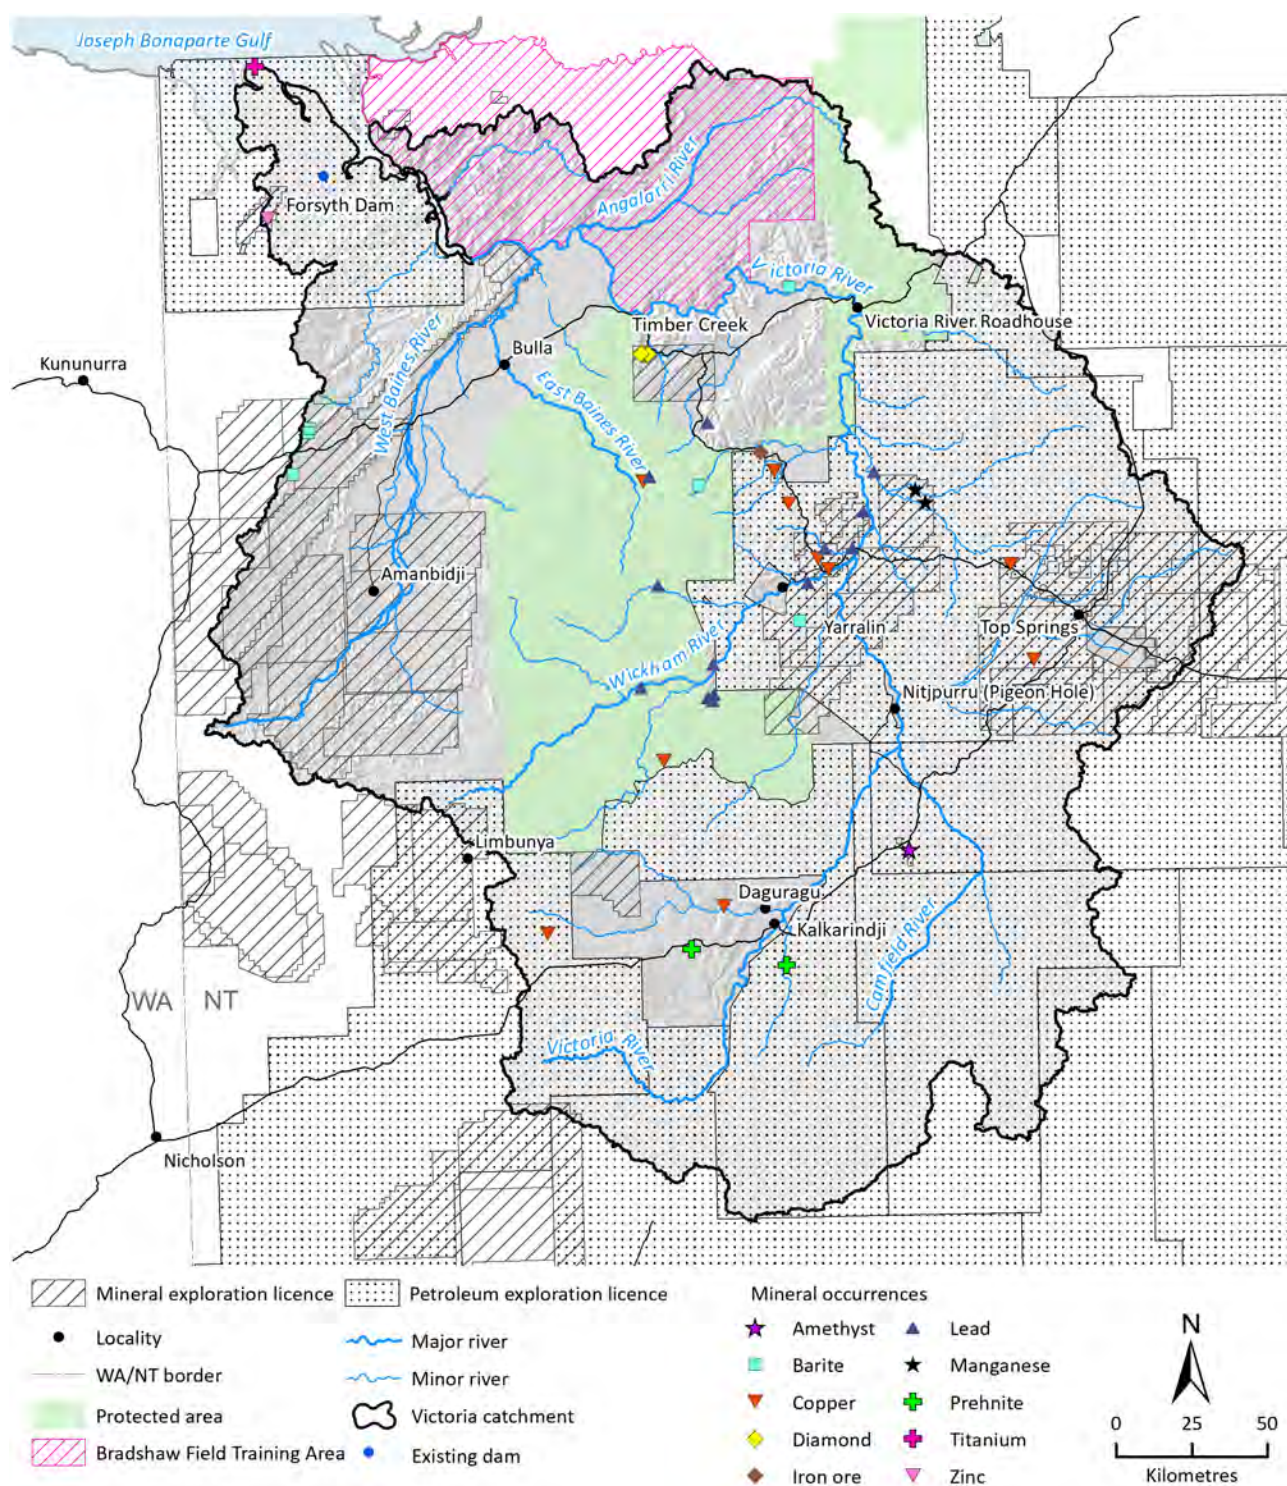 Joseph Bonaparte Gulf
Angalarri River
Forsyth Dam
Victoria River
Timber Creek
Victoria River Roadhouse
Kununurra
Bulla
West Baines River
East Baines River
Amanbidji
Yarralin
Top Springs
Wickham River
Nitjpurru (Pigeon Hole)
Limbunya
Daguragu
Kalkarindji
Camfield River
WA
NT
Victoria River
Nicholson
Mineral exploration licence
Petroleum exploration licence
Locality
Major river
WA/NT border
Minor river
Protected area
Victoria catchment
Bradshaw Field Training Area
Existing dam
Mineral occurrences
Amethyst
Lead
Barite
Manganese
Copper
Prehnite
Diamond
Titanium
Iron ore
Zinc
N
0 25 50
Kilometres